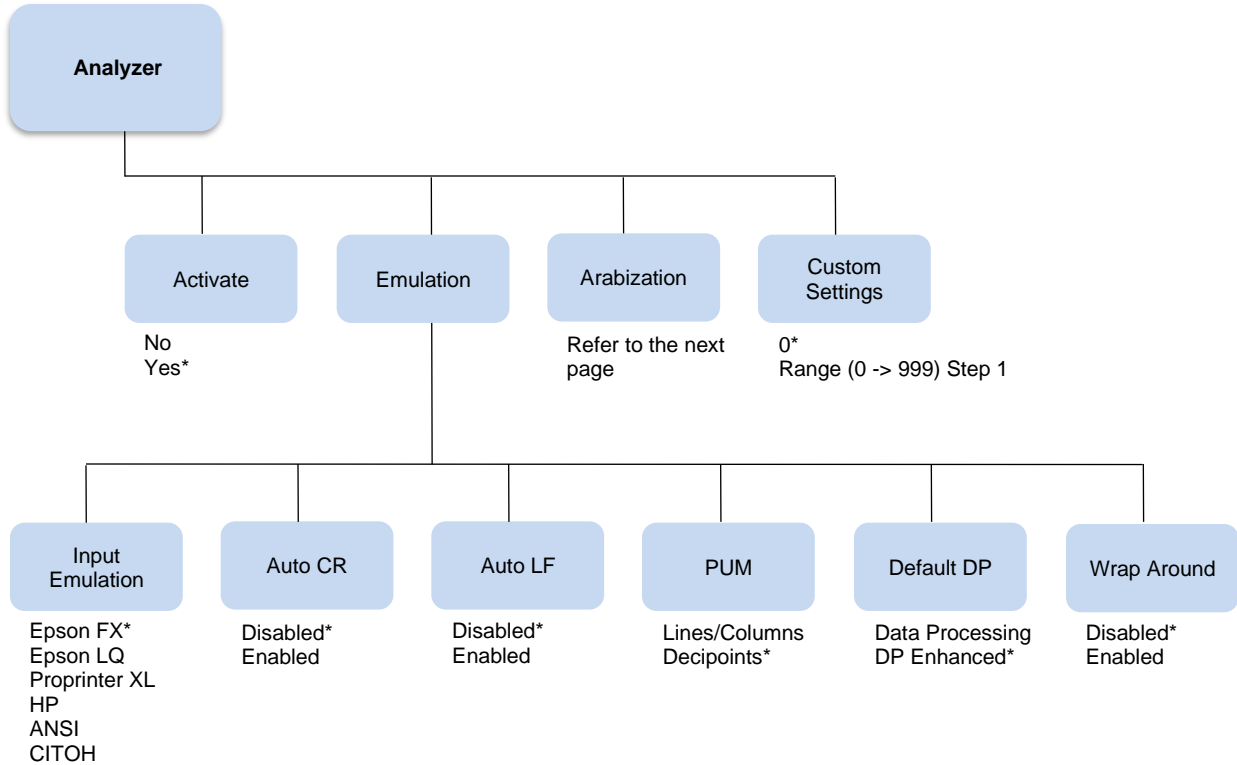 Analyzer
Activate
Emulation
Arabization
Custom
Settings
No
Yes*
Refer to the next
page
0*
Range (0 -> 999) Step 1
Input
Emulation
Auto CR
Auto LF
PUM
Default DP
Wrap Around
Epson FX*
Epson LQ
Proprinter XL
HP
ANSI
CITOH
Disabled*
Enabled
Disabled*
Enabled
Lines/Columns
Decipoints*
Data Processing
DP Enhanced*
Disabled*
Enabled